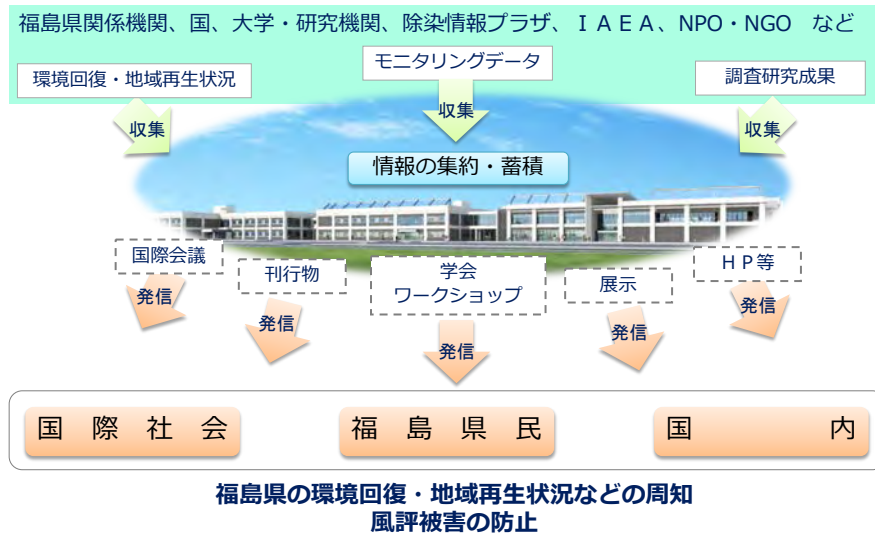 福島県関係機関、国、大学・研究機関、除染情報プラザ、ＩＡＥＡ、NPO・NGO　など
環境回復・地域再生状況
モニタリングデータ
調査研究成果
収集
収集
収集
情報の集約・蓄積
国際会議
刊行物
学会
ワークショップ
展示
ＨＰ等
発信
発信
発信
発信
発信
国際社会
福島県民
国内
福島県の環境回復・地域再生状況などの周知
風評被害の防止